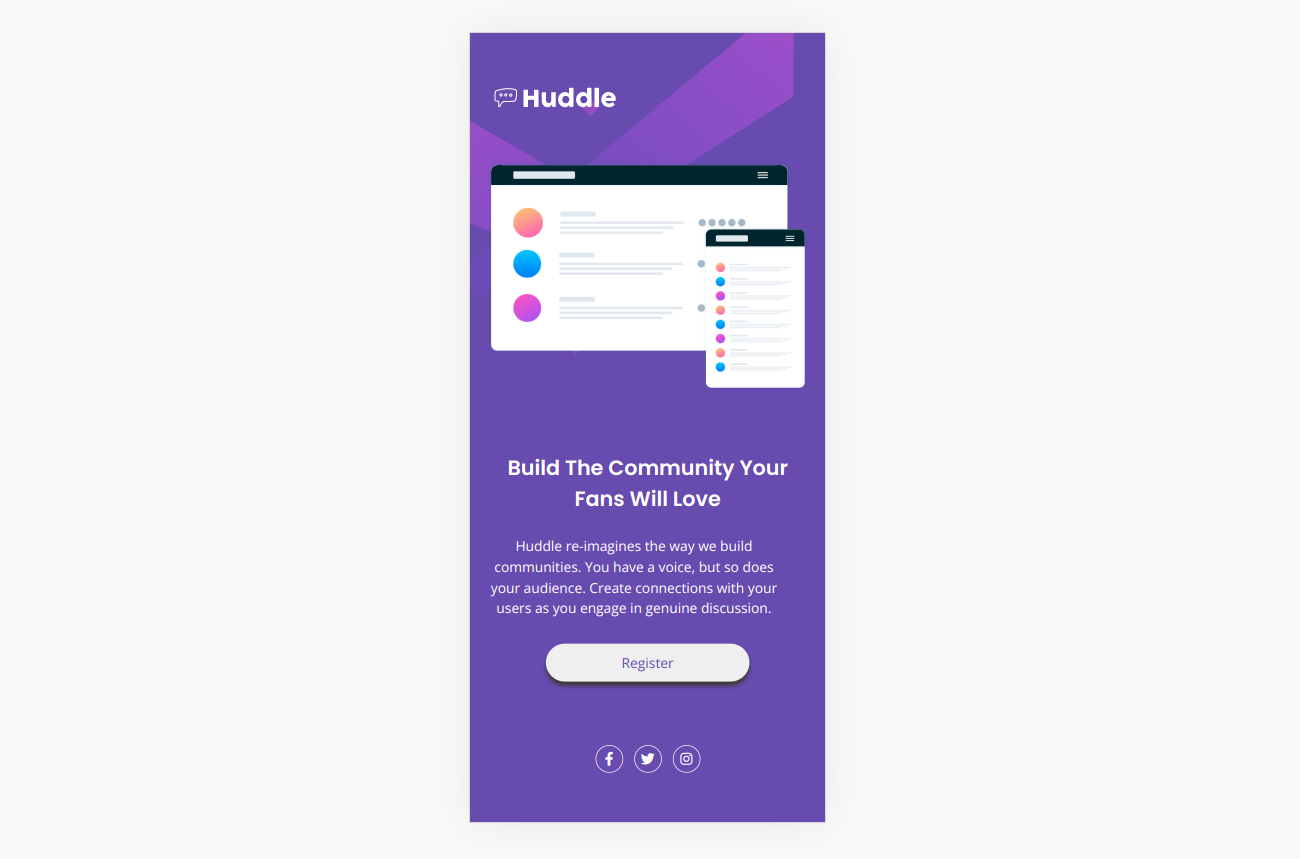 Huddle
Build The Community Your
Fans Will Love
Huddle re-imagines the way we build
communities. You have a voice, but so does
your audience. Create connections with your
users as you engage in genuine discussion.
Register